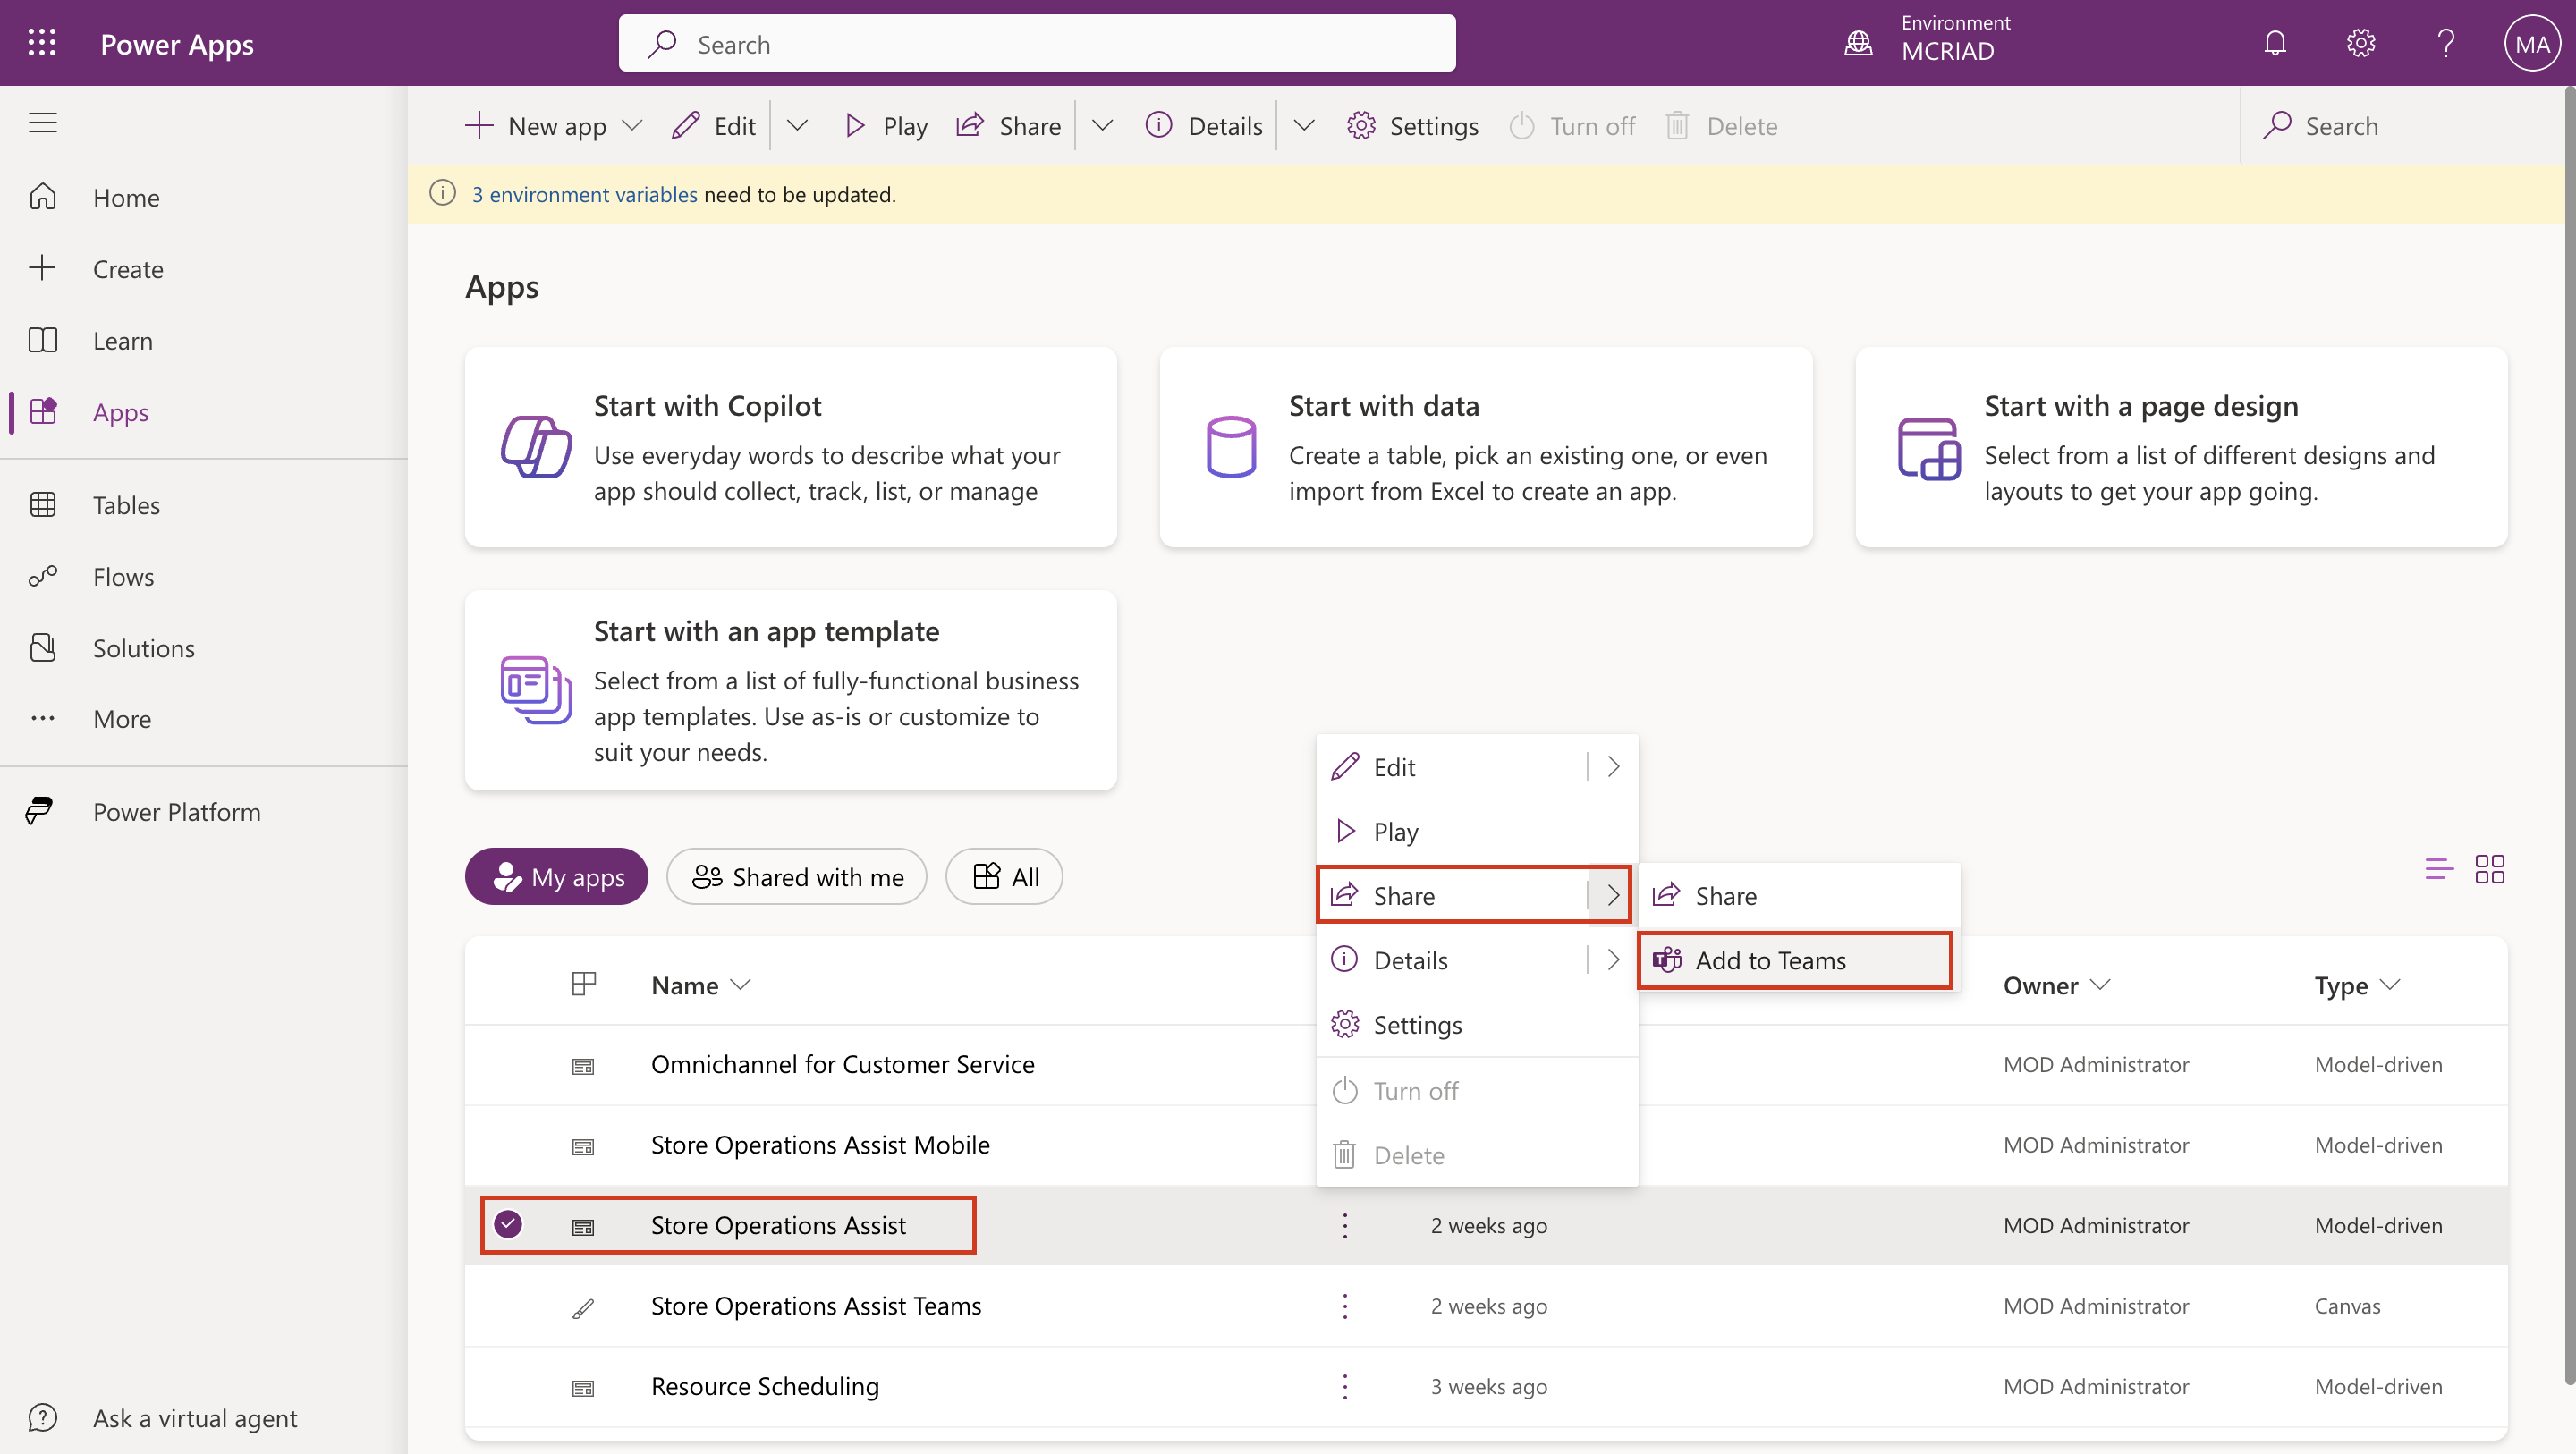 Power Apps
Search
Environment
MCRIAD
MA
New app
Edit
Play
Share
Details
Settings
Turn off
Delete
Search
3 environment variables need to be updated.
Home
Create
Learn
Apps
Tables
Flows
Solutions
More
Power Platform
Ask a virtual agent
Apps
Start with Copilot
Use everyday words to describe what your
app should collect, track, list, or manage
Start with data
Create a table, pick an existing one, or even
import from Excel to create an app.
Start with a page design
Select from a list of different designs and
layouts to get your app going.
Start with an app template
Select from a list of fully-functional business
app templates. Use as-is or customize to
suit your needs.
My apps
Shared with me
All
Edit
Play
Share
Details
Settings
Turn off
Delete
Share
Add to Teams
Name
Owner
Type
Omnichannel for Customer Service
MOD Administrator
Model-driven
Store Operations Assist Mobile
MOD Administrator
Model-driven
Store Operations Assist
2 weeks ago
MOD Administrator
Model-driven
Store Operations Assist Teams
2 weeks ago
MOD Administrator
Canvas
Resource Scheduling
3 weeks ago
MOD Administrator
Model-driven